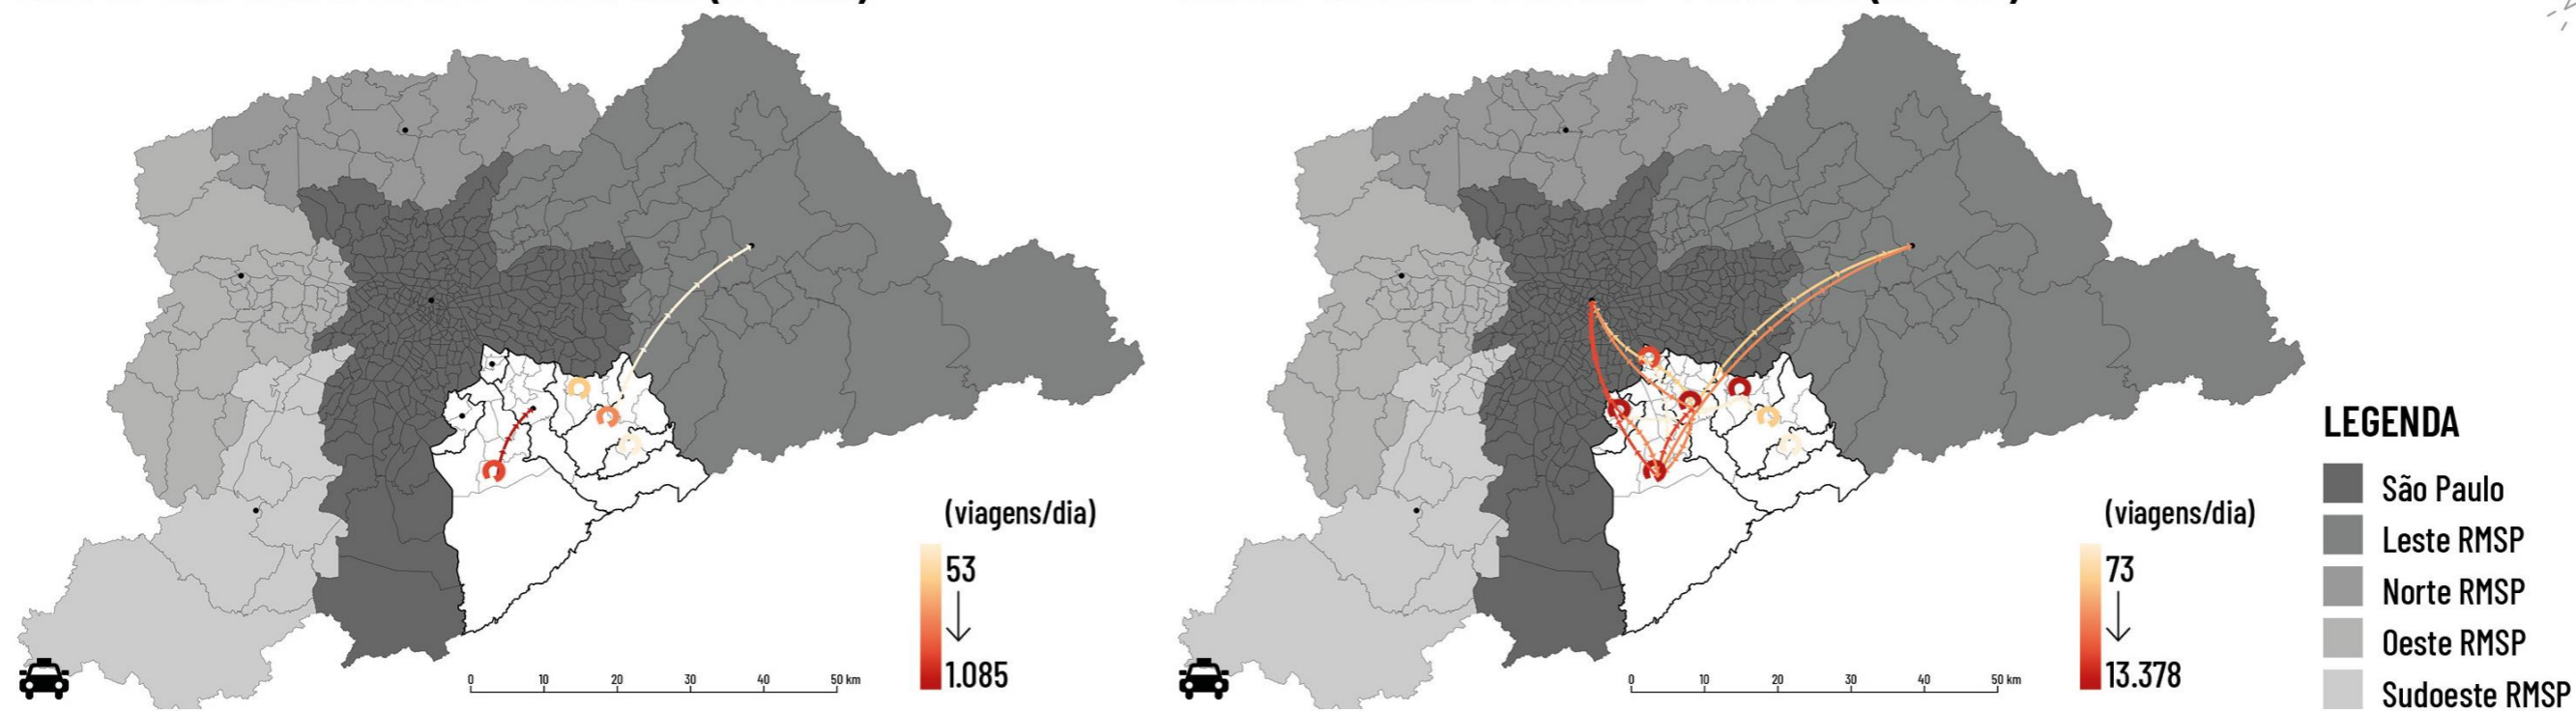 (viagens/dia)
53
1.085
0 10 20 30 40 50 km
(viagens/dia)
73
13.378
0 10 20 30 40 50 km
LEGENDA
São Paulo
Leste RMSP
Norte RMSP
Oeste RMSP
Sudoeste RMSP